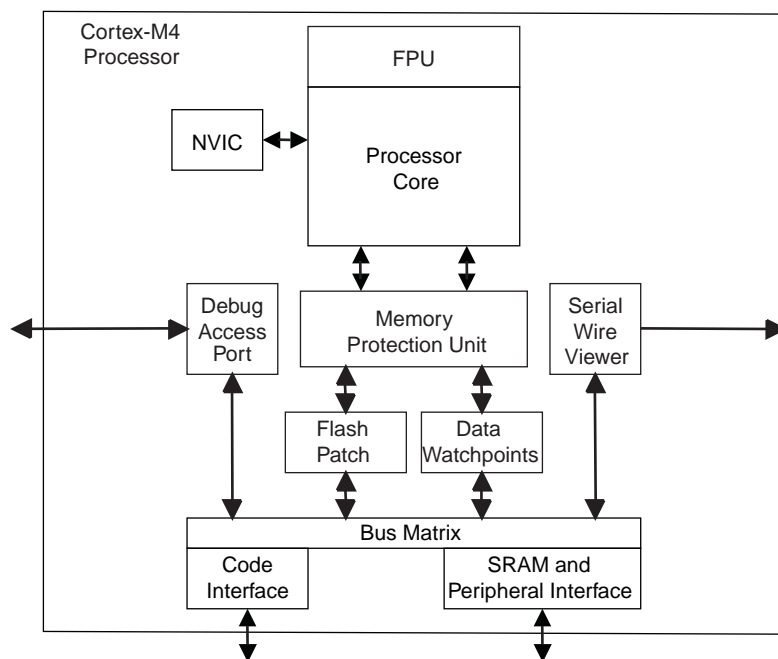 Cortex-M4
Processor
FPU
NVIC
Processor
Core
Debug
Access
Port
Memory
Protection Unit
Serial
Wire
Viewer
Flash
Patch
Data
Watchpoints
Bus Matrix
Code
Interface
SRAM and
Peripheral Interface